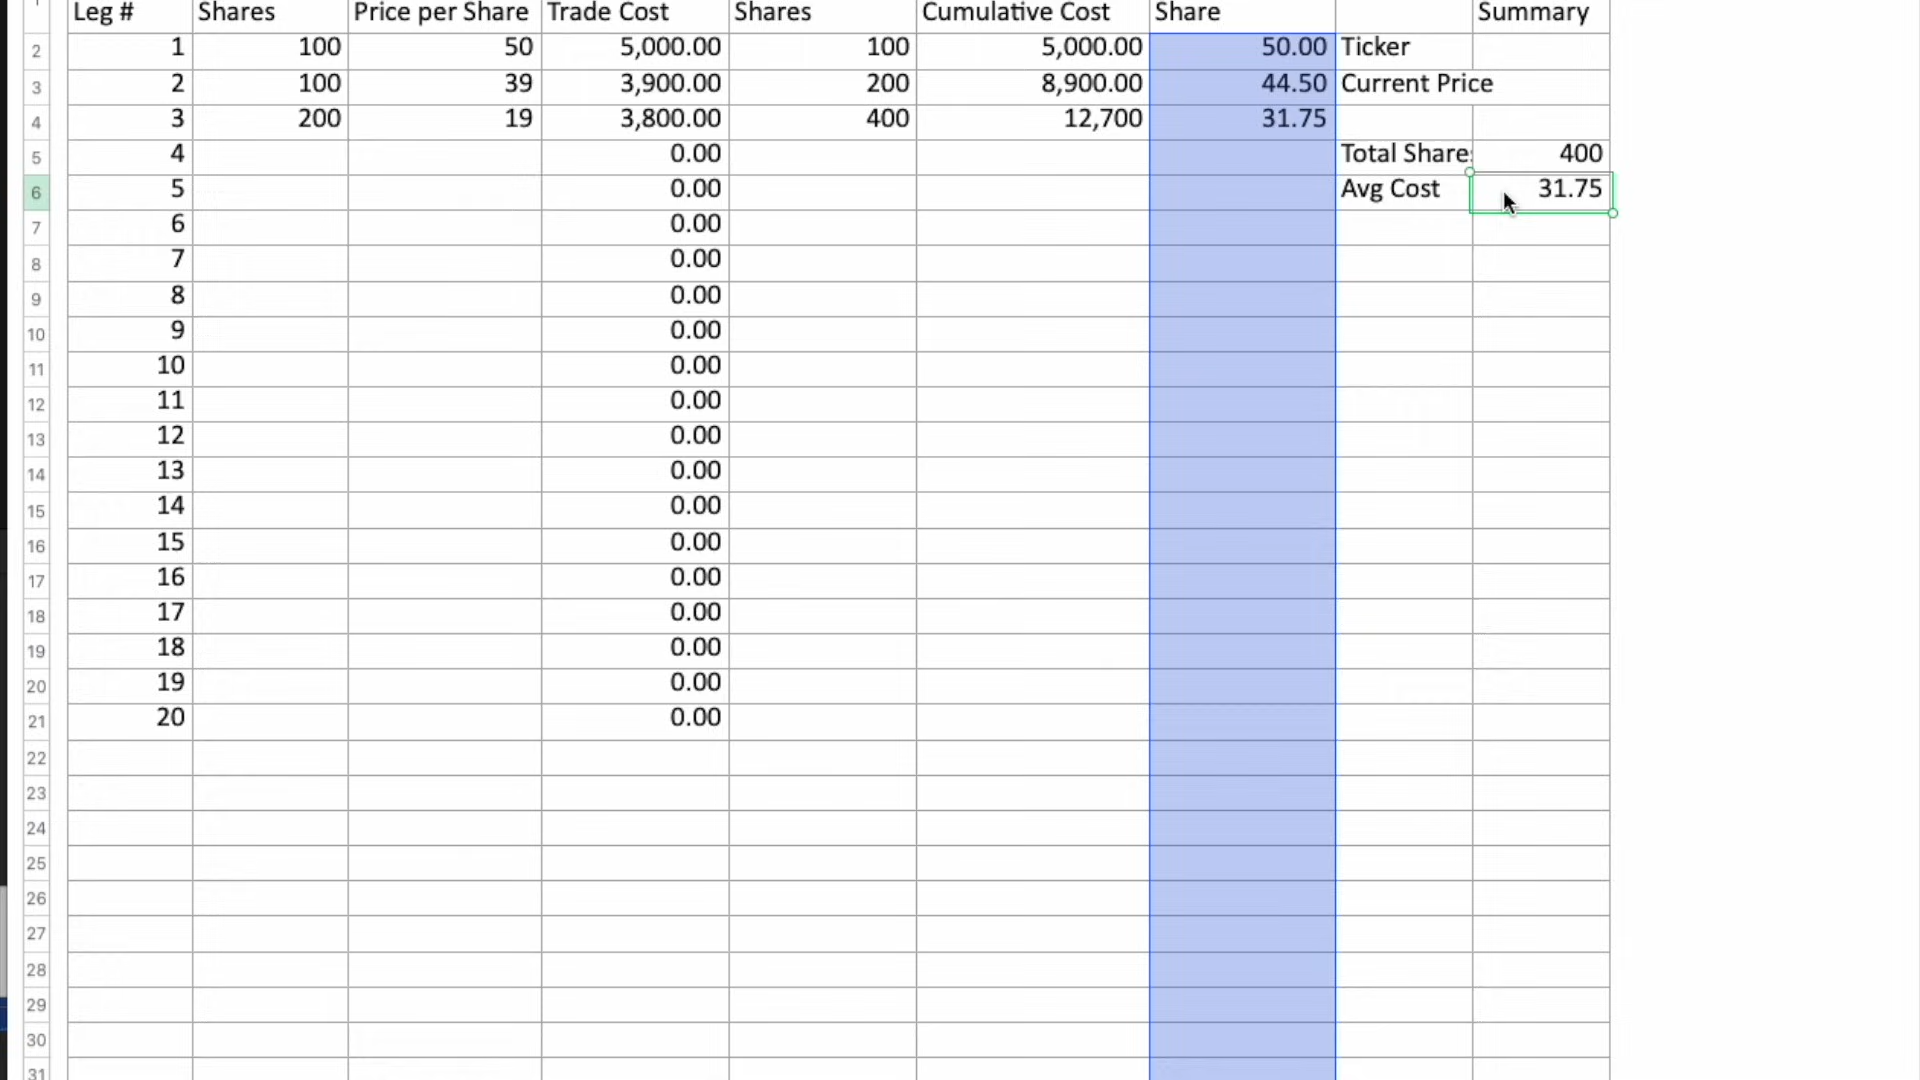 Leg # Shares Price per Share Trade Cost Shares Cumulative Cost Share Summary
2 1 100 50 5,000.00 100 5,000.00 50.00 Ticker
3 2 100 39 3,900.00 200 8,900.00 44.50 Current Price
4 3 200 19 3,800.00 400 12,700 31.75
5 4 0.00 Total Share 400
6 5 0.00 Avg Cost 31.75
7 6 0.00
8 7 0.00
9 8 0.00
10 9 0.00
11 10 0.00
12 11 0.00
13 12 0.00
14 13 0.00
15 14 0.00
16 15 0.00
17 16 0.00
18 17 0.00
19 18 0.00
20 19 0.00
21 20 0.00
22
23
24
25
26
27
28
29
30
31